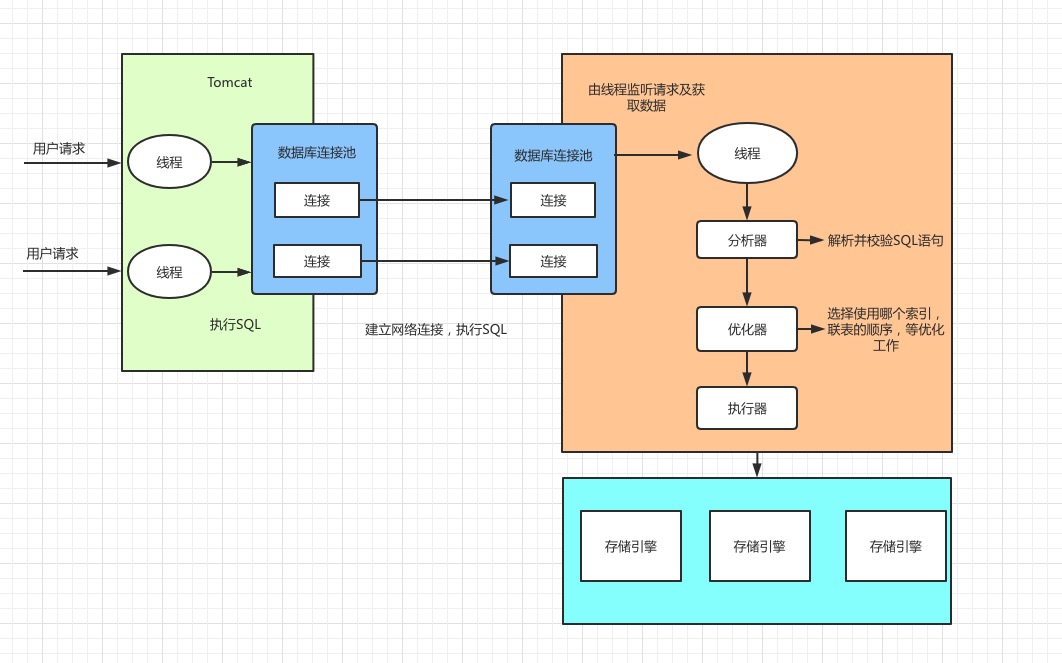 Tomcat
用户请求
线程
用户请求
线程
执行SQL
数据库连接池
连接
连接
建立网络连接，执行SQL
数据库连接池
连接
连接
由线程监听请求及获
取数据
线程
分析器
解析并校验SQL语句
优化器
选择使用哪个索引，
联表的顺序，等优化
工作
执行器
存储引擎
存储引擎
存储引擎